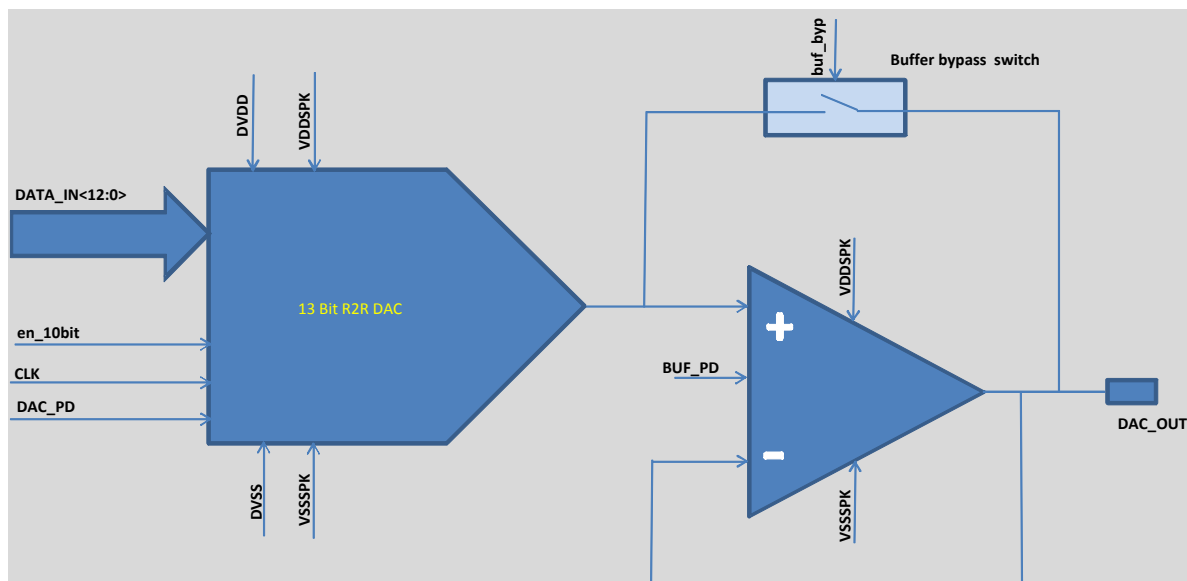 buf_byp
Buffer bypass switch
DVDD
VDDSPK
DATA_IN<12:0>
13 Bit R2R DAC
VDDSPK
+
en_10bit
CLK
DAC_PD
BUF_PD
-
DAC_OUT
DVSS
VSSSPK
VSSSPK